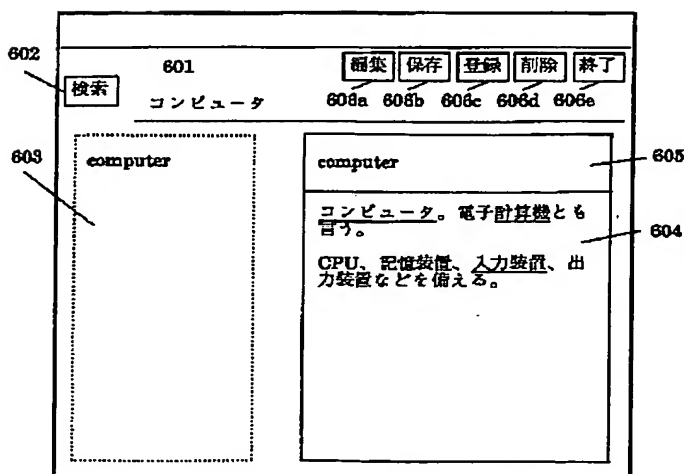 602
601
編集 保存 登録 削除 終了
検索
コンピュータ
606a 606b 606c 606d 606e
603
computer
computer
605
コンピュータ。電子計算機とも
言う。
604
CPU、記憶装置、入力装置、出
力装置などを備える。